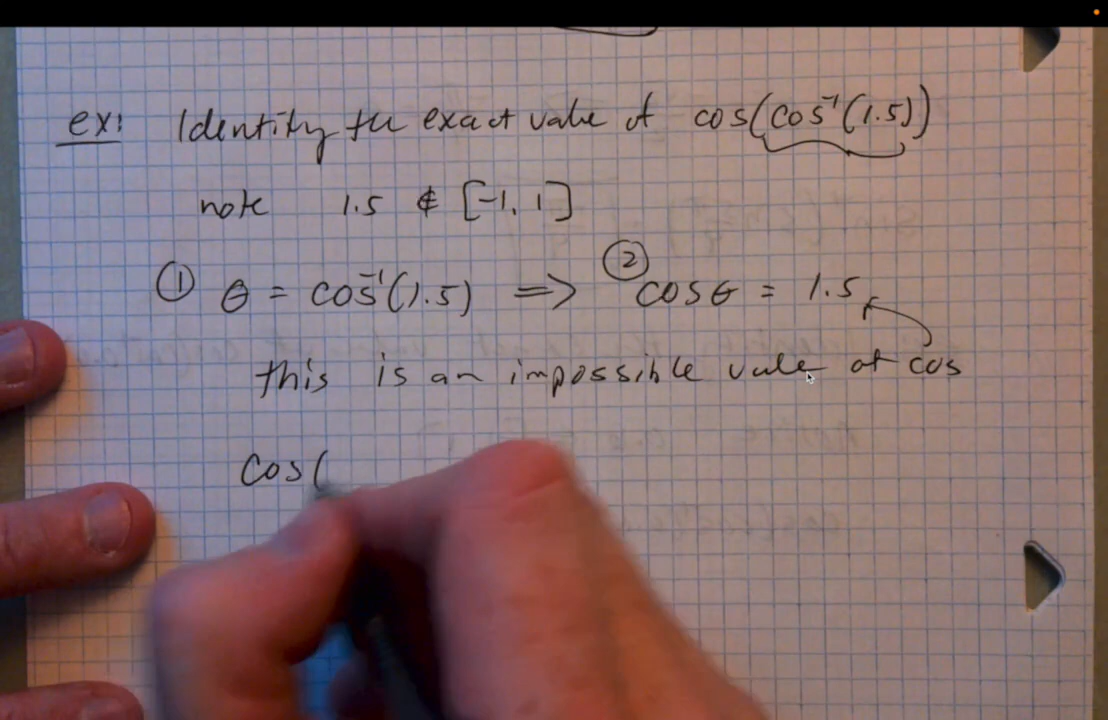 ex: Identify the exact value of cos(cos⁻¹(1.5))
note 1.5 ∉ [-1, 1]
① θ = cos⁻¹(1.5) => ② cosθ = 1.5
this is an impossible value of cos
cos(